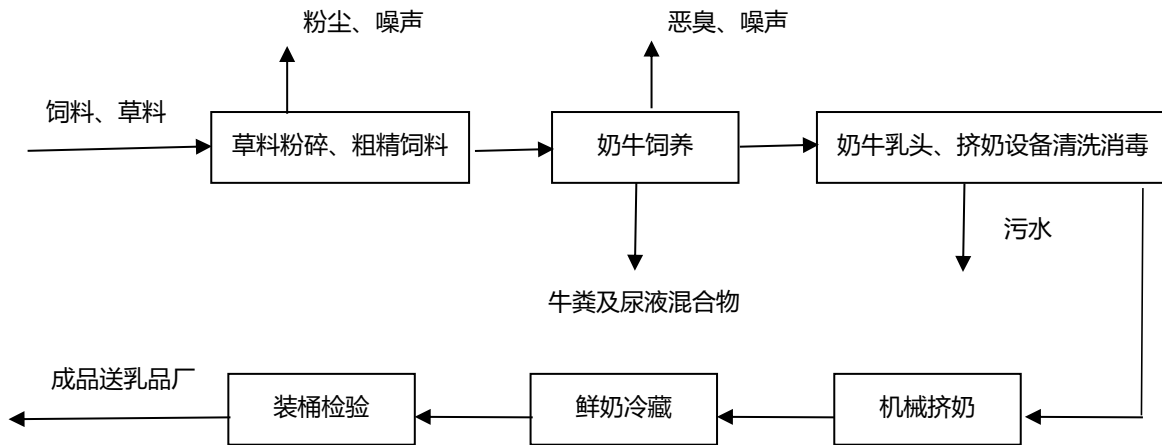 粉尘、噪声
恶臭、噪声
饲料、草料
草料粉碎、粗精饲料
奶牛饲养
奶牛乳头、挤奶设备清洗消毒
污水
牛粪及尿液混合物
成品送乳品厂
装桶检验
鲜奶冷藏
机械挤奶